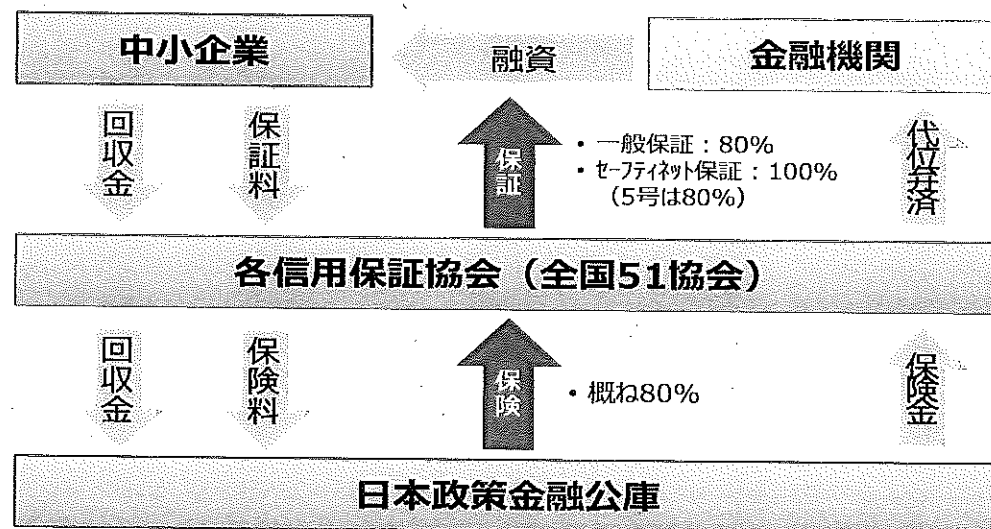 中小企業
融資
金融機関
回収金
保証料
保証
・一般保証：80%
・セーフティネット保証：100%
（5号は80%）
代位弁済
各信用保証協会（全国51協会）
回収金
保険料
保険
・概ね80%
保険金
日本政策金融公庫